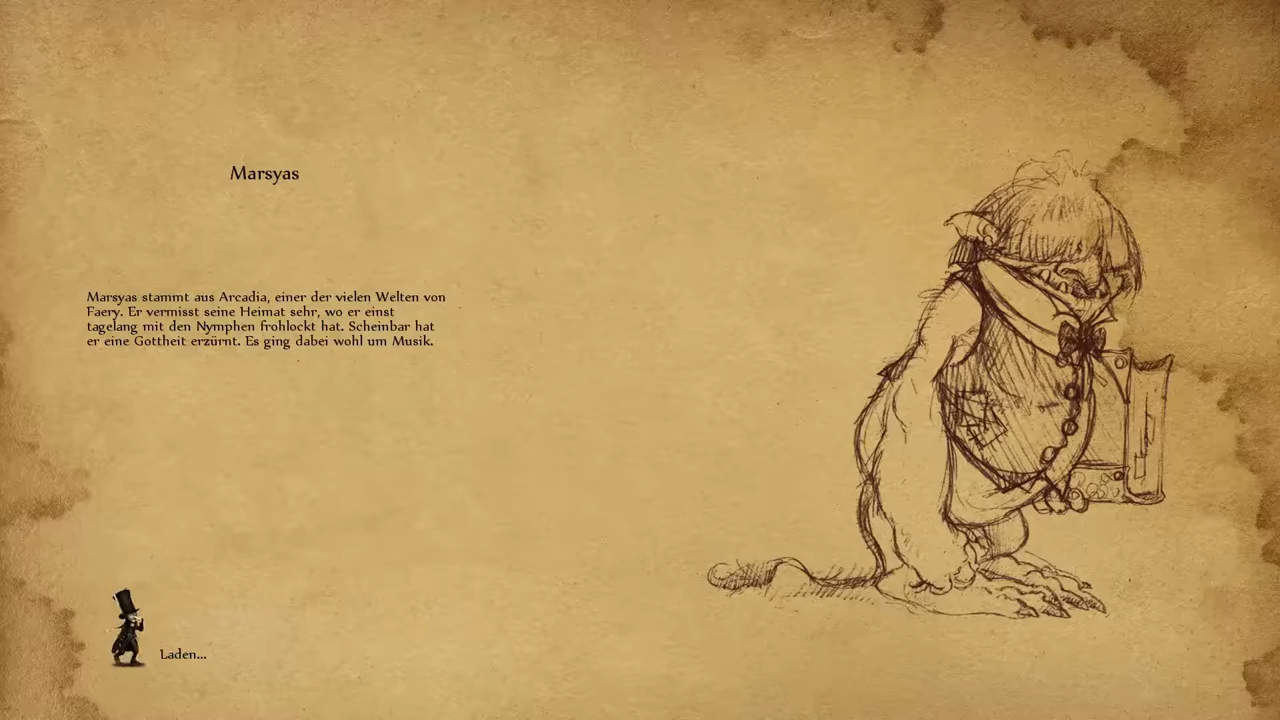 Marsyas
Marsyas stammt aus Arcadia, einer der vielen Welten von
Faery. Er vermisst seine Heimat sehr, wo er einst
tagelang mit den Nymphen frohlockt hat. Scheinbar hat
er eine Gottheit erzürnt. Es ging dabei wohl um Musik.
Laden...